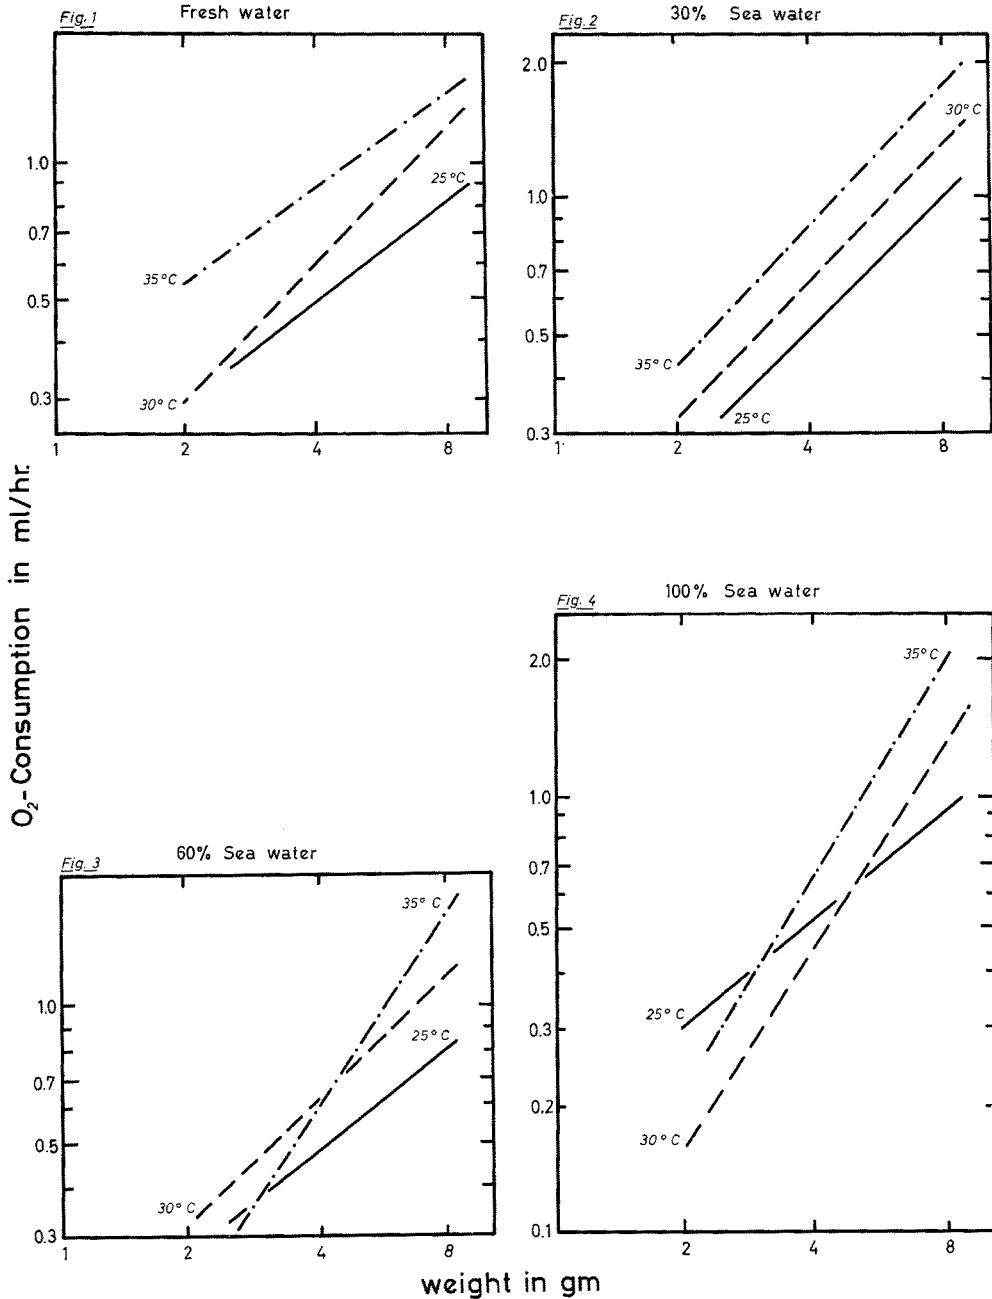 Fig. 1
Fresh water
1.0
0.7
0.5
0.3
35°C
30°C
25°C
1
2
4
8
Fig. 2
30% Sea water
2.0
1.0
0.7
0.5
0.3
30°C
35°C
25°C
1
2
4
8
O2-Consumption in ml/hr.
Fig. 3
60% Sea water
1.0
0.7
0.5
0.3
35°C
25°C
30°C
1
2
4
8
Fig. 4
100% Sea water
2.0
1.0
0.7
0.5
0.3
0.2
0.1
35°C
25°C
30°C
2
4
8
weight in gm